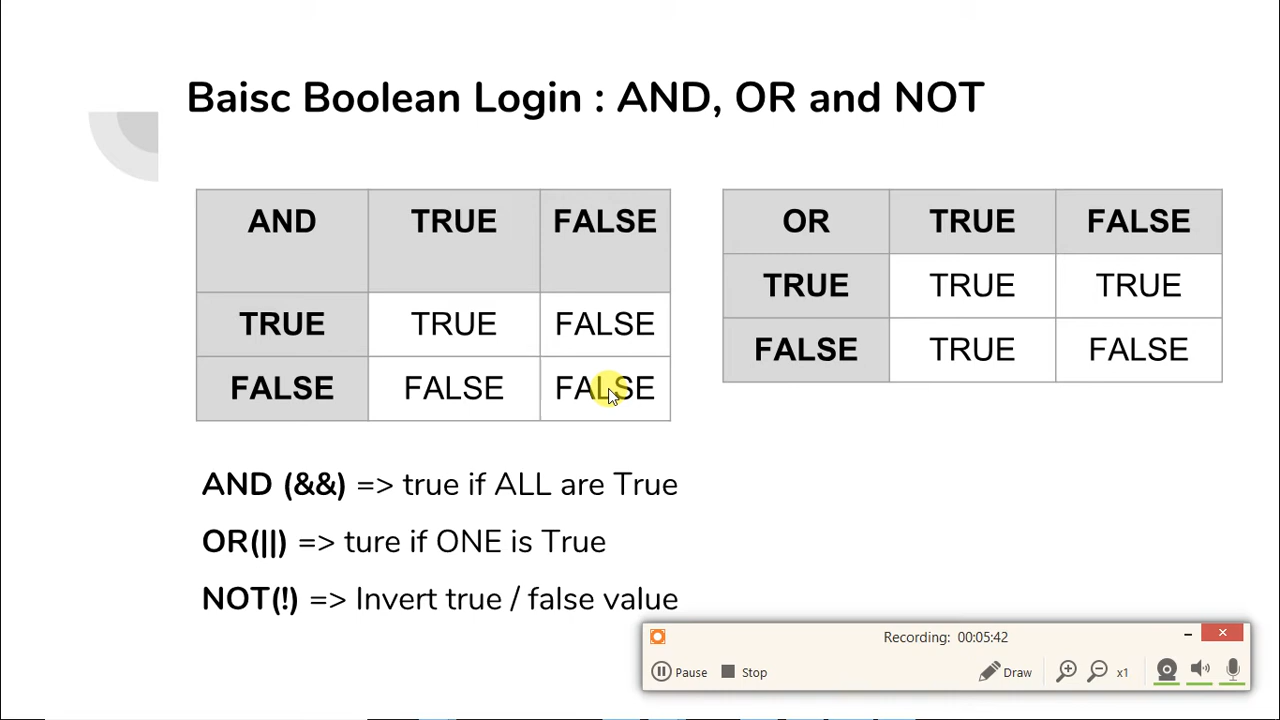 Baisc Boolean Login : AND, OR and NOT
AND TRUE FALSE
TRUE TRUE FALSE
FALSE FALSE FALSE
OR TRUE FALSE
TRUE TRUE TRUE
FALSE TRUE FALSE
AND (&&) => true if ALL are True
OR(||) => ture if ONE is True
NOT(!) => Invert true / false value
Recording: 00:05:42
Pause Stop Draw x1